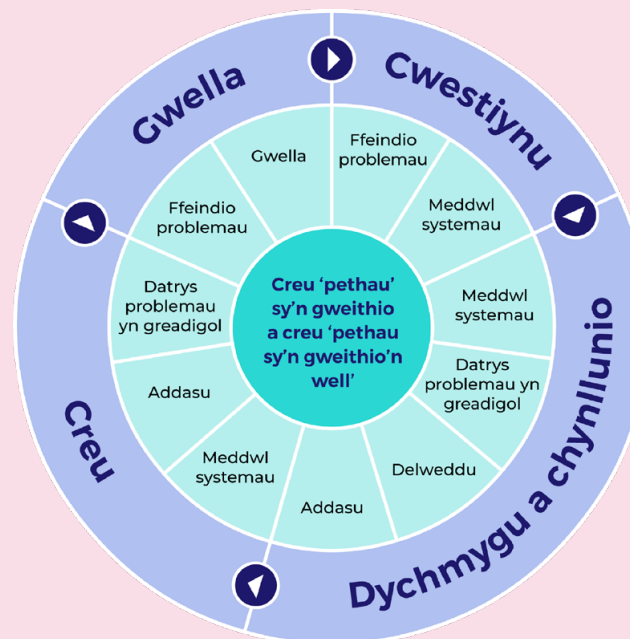 Gwella
Cwestiynu
Dychmygu a chynllunio
Creu
Ffeindio
problemau
Meddwl
systemau
Meddwl
systemau
Datrys
problemau yn
greadigol
Delweddu
Addasu
Meddwl
systemau
Addasu
Datrys
problemau
yn greadigol
Ffeindio
problemau
Gwella
Creu ‘pethau’
sy’n gweithio
a creu ‘pethau
sy’n gweithio’n
well’